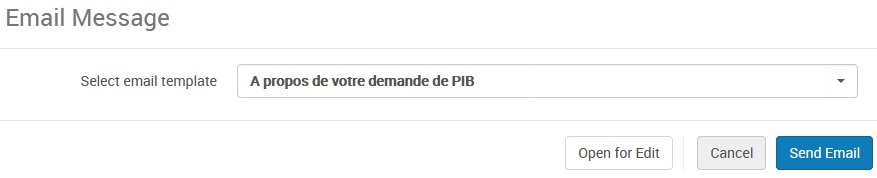 Email Message
Select email template A propos de votre demande de PIB
Open for Edit Cancel Send Email